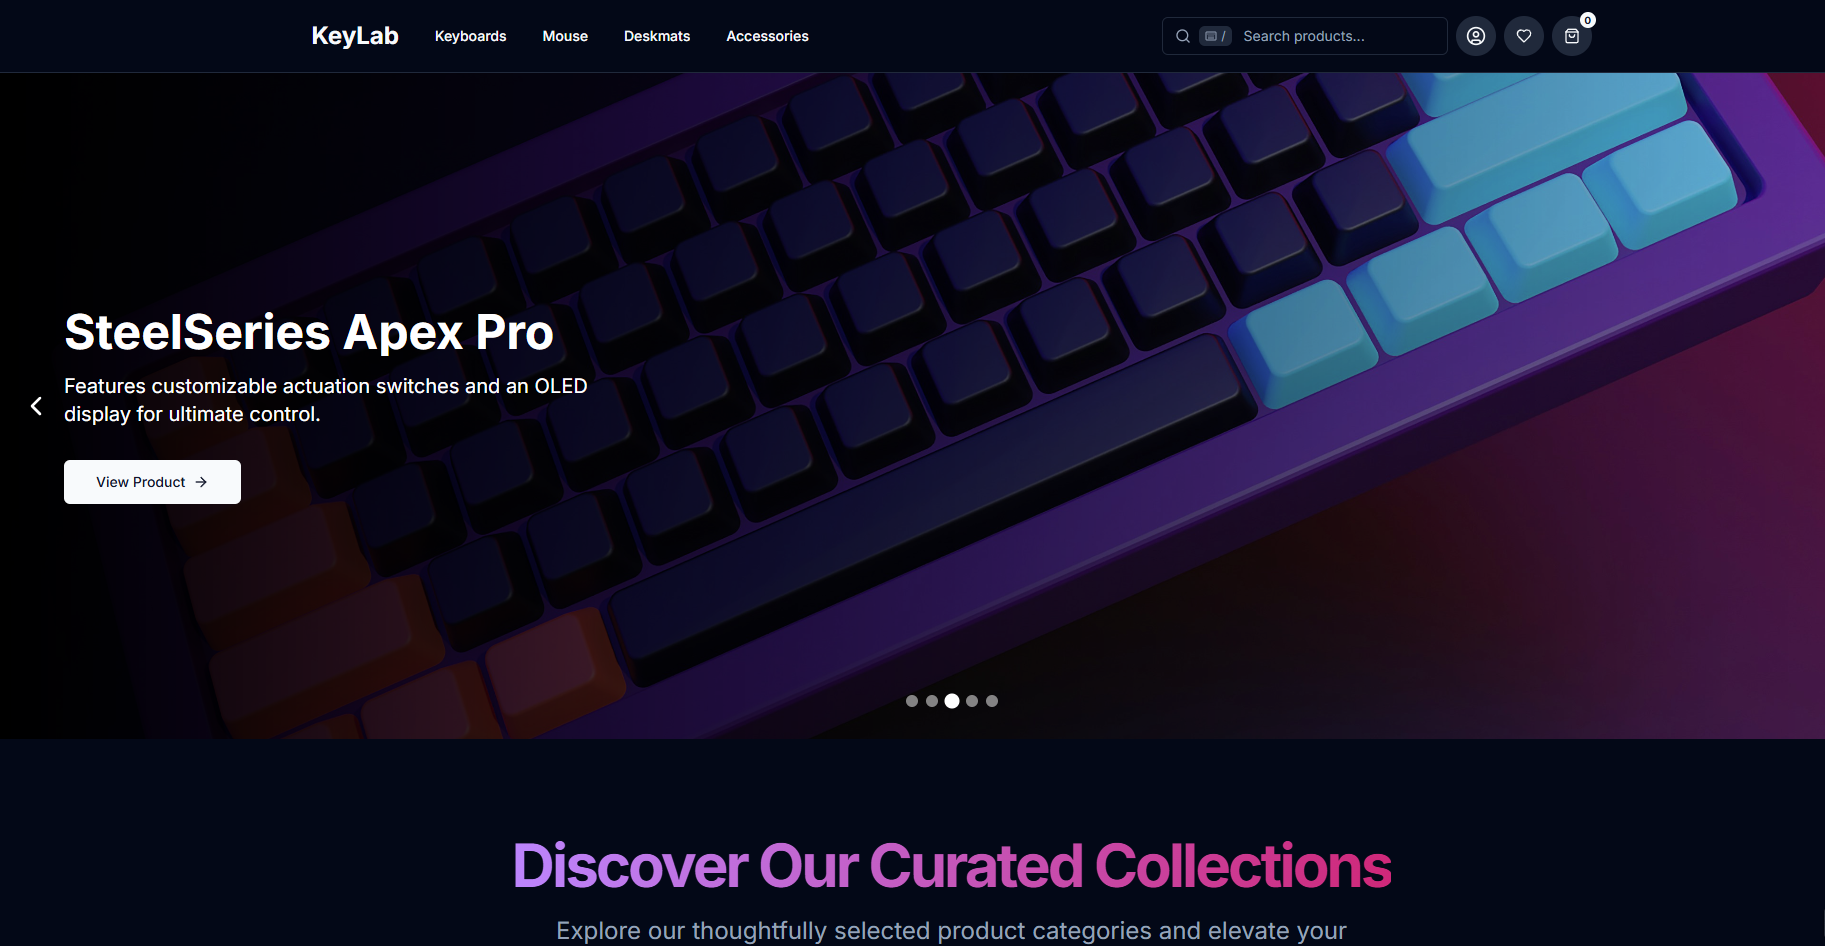 KeyLab
Keyboards
Mouse
Deskmats
Accessories
/
Search products...
0
SteelSeries Apex Pro
Features customizable actuation switches and an OLED
display for ultimate control.
View Product
Discover Our Curated Collections
Explore our thoughtfully selected product categories and elevate your